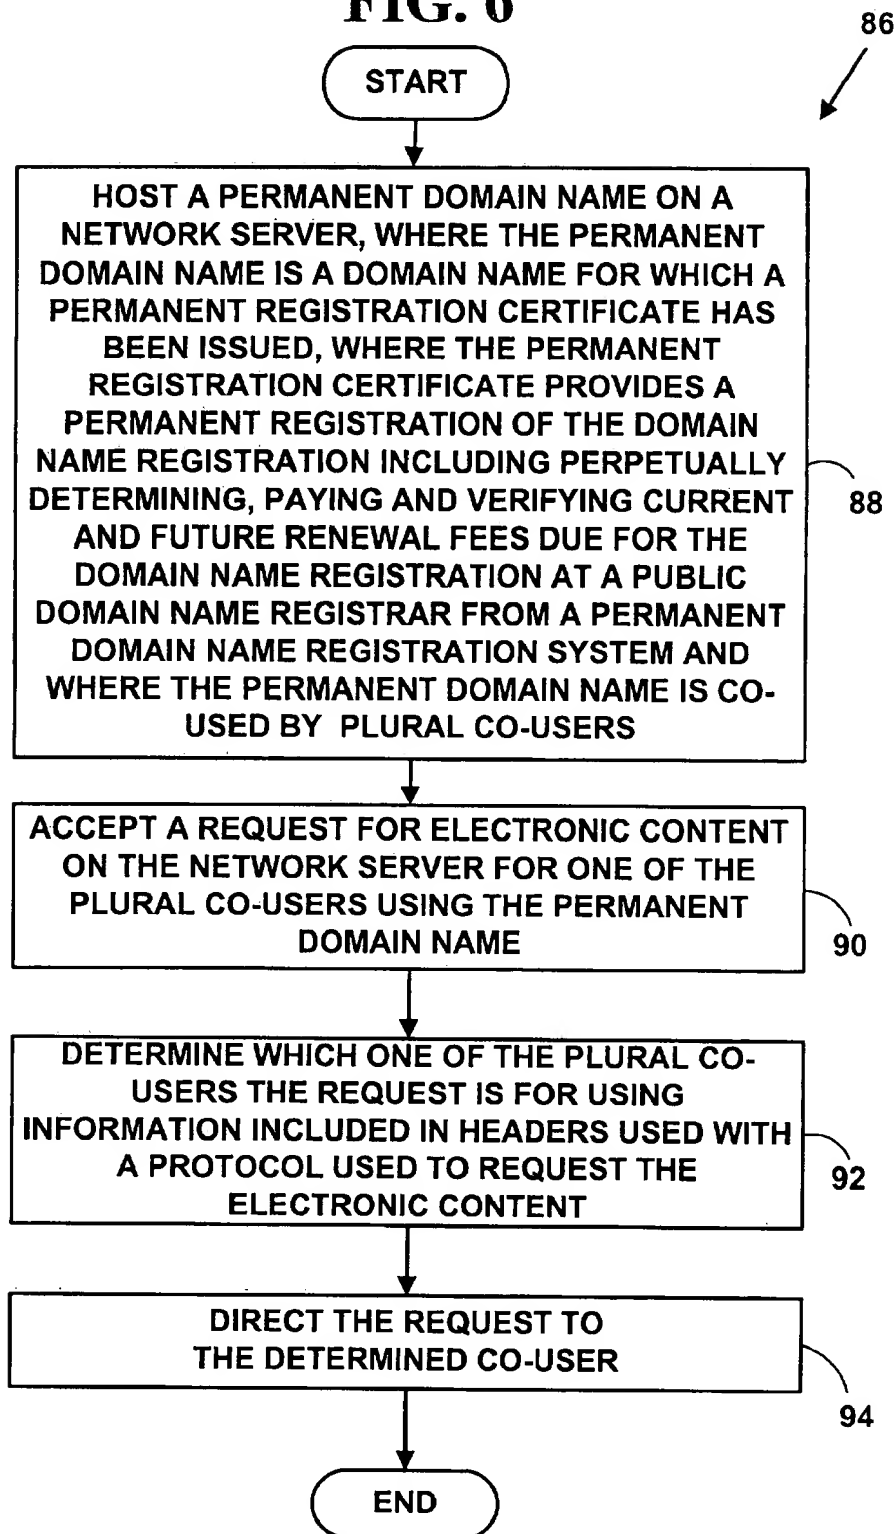 FIG. 6
86
START
HOST A PERMANENT DOMAIN NAME ON A
NETWORK SERVER, WHERE THE PERMANENT
DOMAIN NAME IS A DOMAIN NAME FOR WHICH A
PERMANENT REGISTRATION CERTIFICATE HAS
BEEN ISSUED, WHERE THE PERMANENT
REGISTRATION CERTIFICATE PROVIDES A
PERMANENT REGISTRATION OF THE DOMAIN
NAME REGISTRATION INCLUDING PERPETUALLY
DETERMINING, PAYING AND VERIFYING CURRENT
AND FUTURE RENEWAL FEES DUE FOR THE
DOMAIN NAME REGISTRATION AT A PUBLIC
DOMAIN NAME REGISTRAR FROM A PERMANENT
DOMAIN NAME REGISTRATION SYSTEM AND
WHERE THE PERMANENT DOMAIN NAME IS CO-
USED BY PLURAL CO-USERS
88
ACCEPT A REQUEST FOR ELECTRONIC CONTENT
ON THE NETWORK SERVER FOR ONE OF THE
PLURAL CO-USERS USING THE PERMANENT
DOMAIN NAME
90
DETERMINE WHICH ONE OF THE PLURAL CO-
USERS THE REQUEST IS FOR USING
INFORMATION INCLUDED IN HEADERS USED WITH
A PROTOCOL USED TO REQUEST THE
ELECTRONIC CONTENT
92
DIRECT THE REQUEST TO
THE DETERMINED CO-USER
94
END